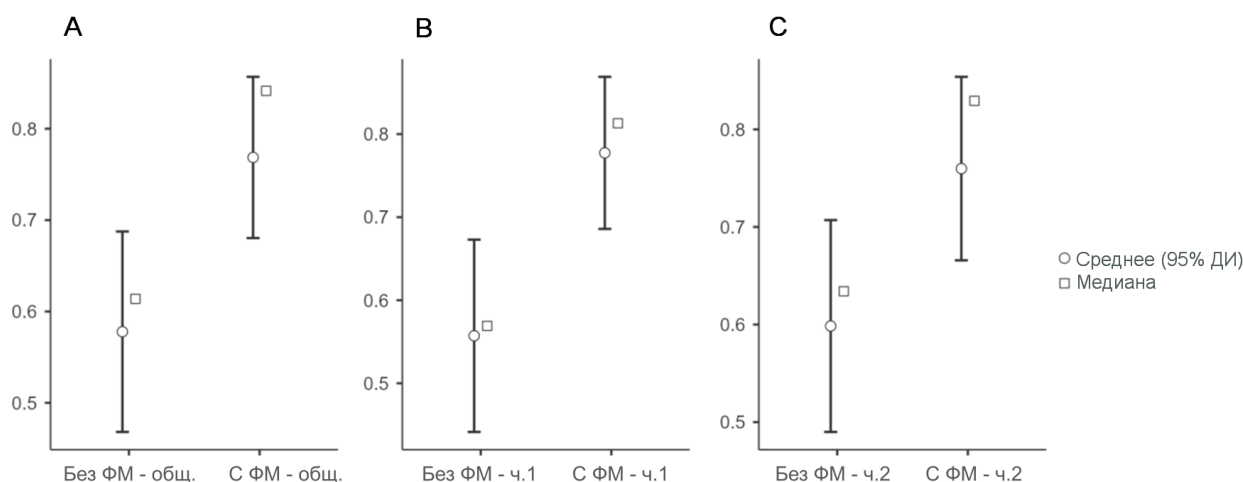 A
0.8
0.7
0.6
0.5
Без ФМ - общ.
С ФМ - общ.
B
0.8
0.7
0.6
0.5
Без ФМ - ч.1
С ФМ - ч.1
C
0.8
0.7
0.6
0.5
Без ФМ - ч.2
С ФМ - ч.2
Среднее (95% ДИ)
Медиана